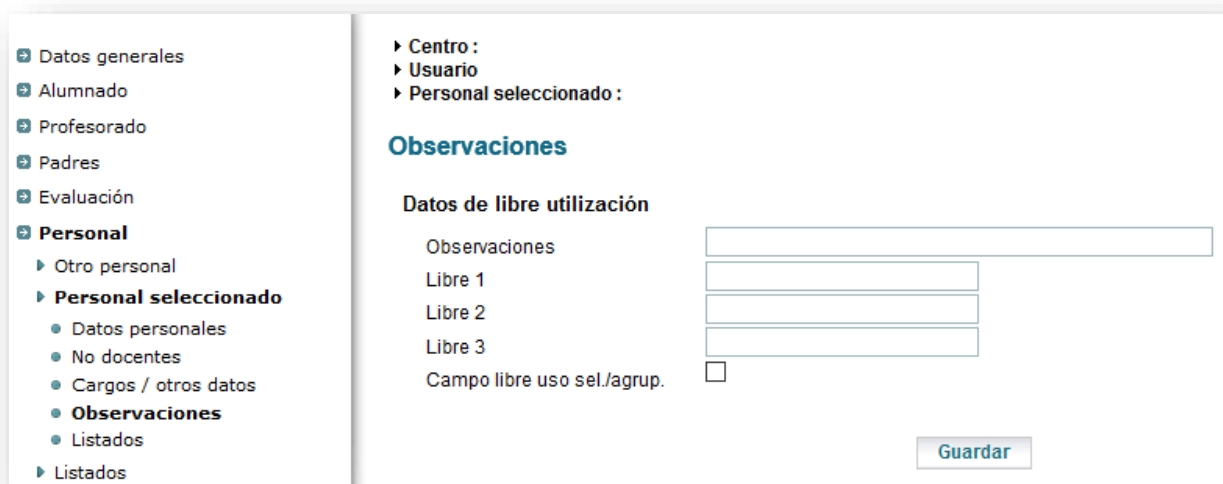 Datos generales
Alumnado
Profesorado
Padres
Evaluación
Personal
Otro personal
Personal seleccionado
Datos personales
No docentes
Cargos / otros datos
Observaciones
Listados
Listados
Centro :
Usuario
Personal seleccionado :
Observaciones
Datos de libre utilización
Observaciones
Libre 1
Libre 2
Libre 3
Campo libre uso sel./agrup.
Guardar